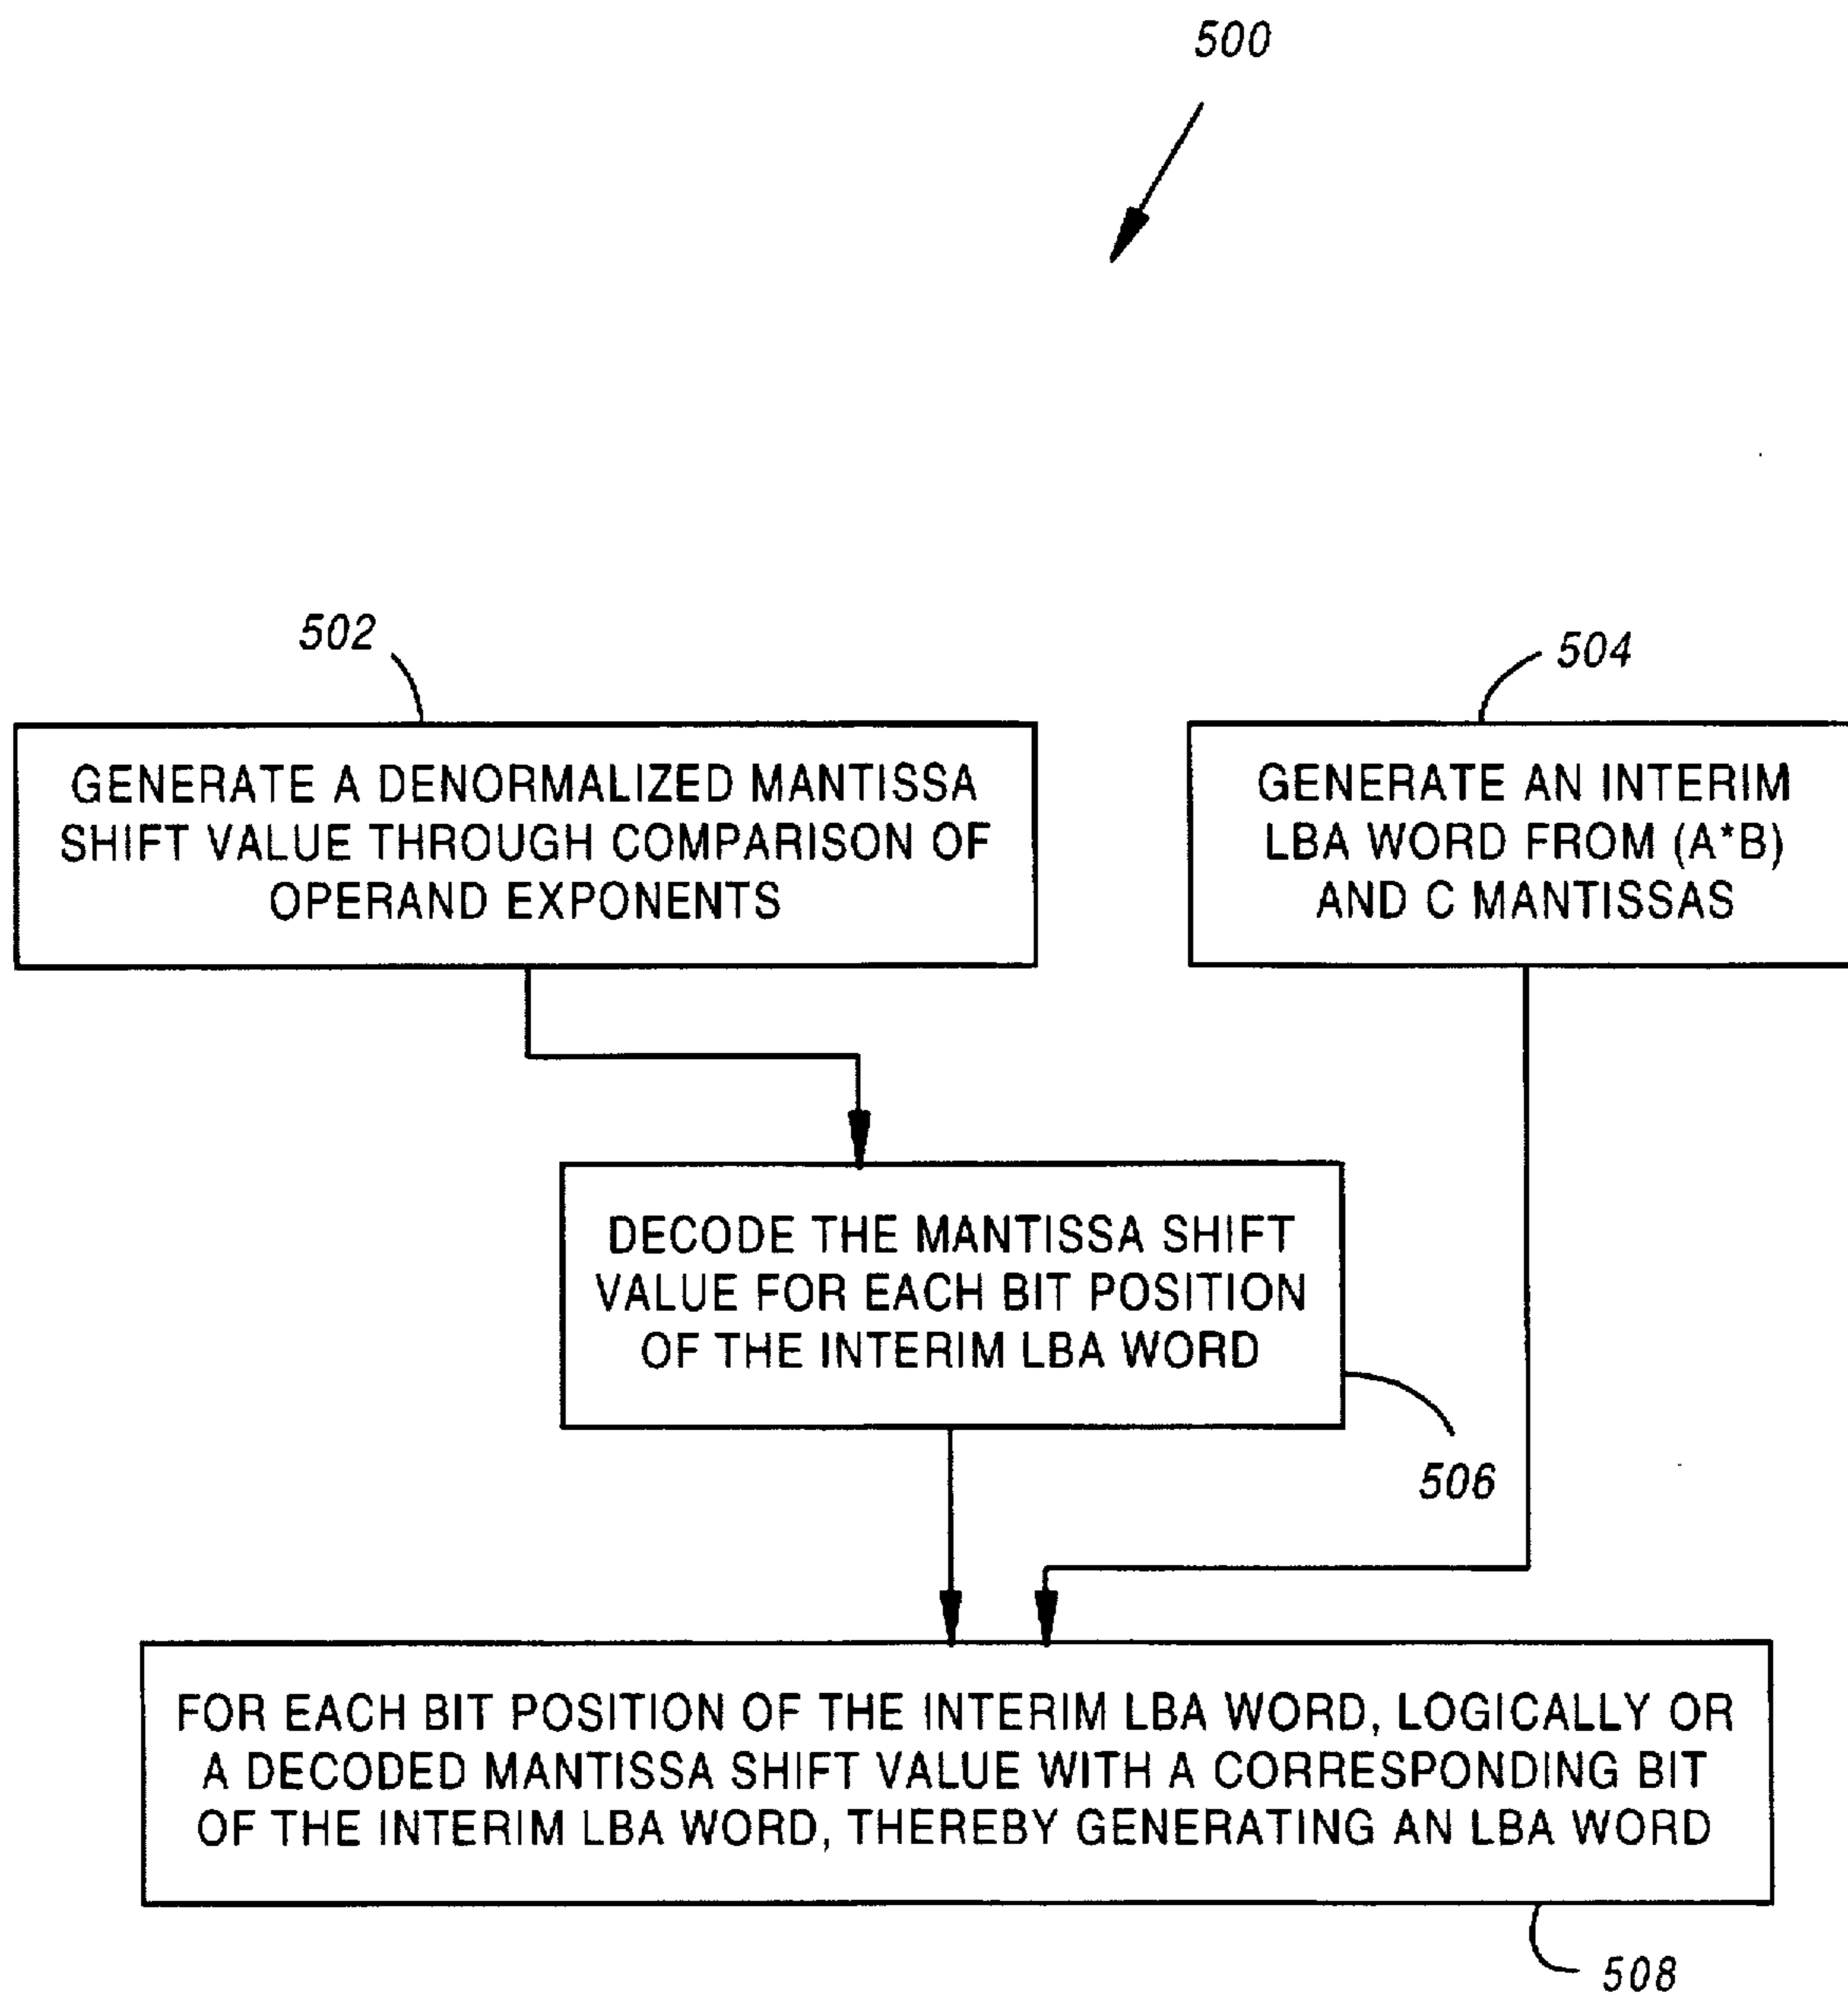 500
502
GENERATE A DENORMALIZED MANTISSA
SHIFT VALUE THROUGH COMPARISON OF
OPERAND EXPONENTS
504
GENERATE AN INTERIM
LBA WORD FROM (A*B)
AND C MANTISSAS
DECODE THE MANTISSA SHIFT
VALUE FOR EACH BIT POSITION
OF THE INTERIM LBA WORD
506
FOR EACH BIT POSITION OF THE INTERIM LBA WORD, LOGICALLY OR
A DECODED MANTISSA SHIFT VALUE WITH A CORRESPONDING BIT
OF THE INTERIM LBA WORD, THEREBY GENERATING AN LBA WORD
508